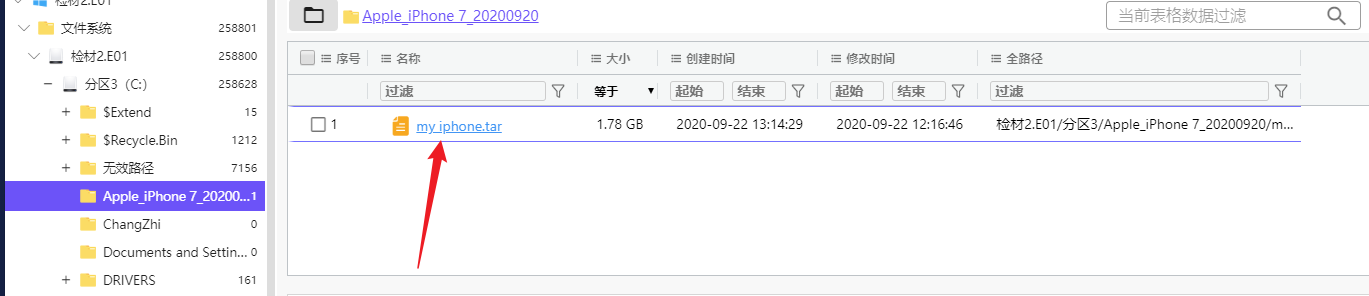 检材2.E01
文件系统 258801
检材2.E01 258800
分区3（C:） 258628
$Extend 15
$Recycle.Bin 1212
无效路径 7156
Apple_iPhone 7_20200... 1
ChangZhi 0
Documents and Settin... 0
DRIVERS 161
Apple_iPhone 7_20200920
当前表格数据过滤
序号 名称 大小 创建时间 修改时间 全路径
过滤 等于 起始 结束 起始 结束 过滤
1 my iphone.tar 1.78 GB 2020-09-22 13:14:29 2020-09-22 12:16:46 检材2.E01/分区3/Apple_iPhone 7_20200920/m...